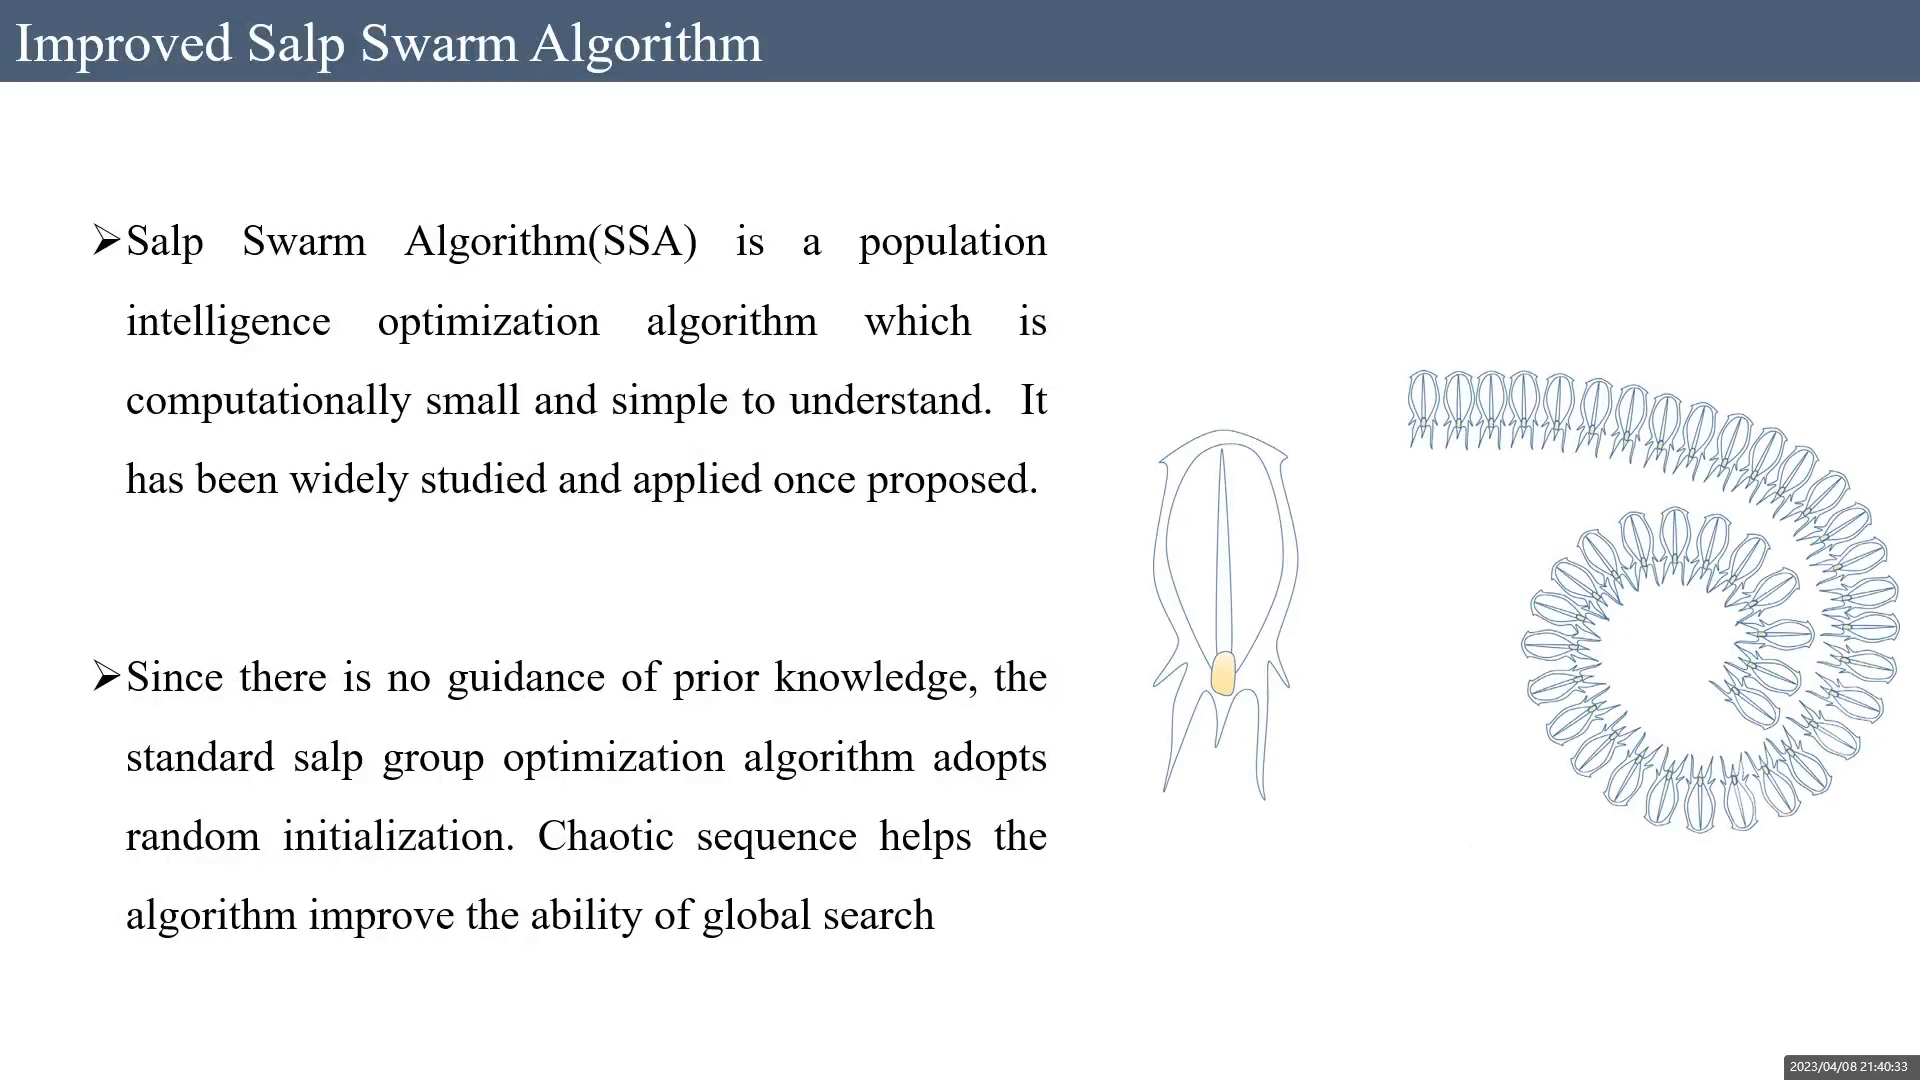 Improved Salp Swarm Algorithm
➢Salp Swarm Algorithm(SSA) is a population
intelligence optimization algorithm which is
computationally small and simple to understand. It
has been widely studied and applied once proposed.
➢Since there is no guidance of prior knowledge, the
standard salp group optimization algorithm adopts
random initialization. Chaotic sequence helps the
algorithm improve the ability of global search
2023/04/08 21:40:33